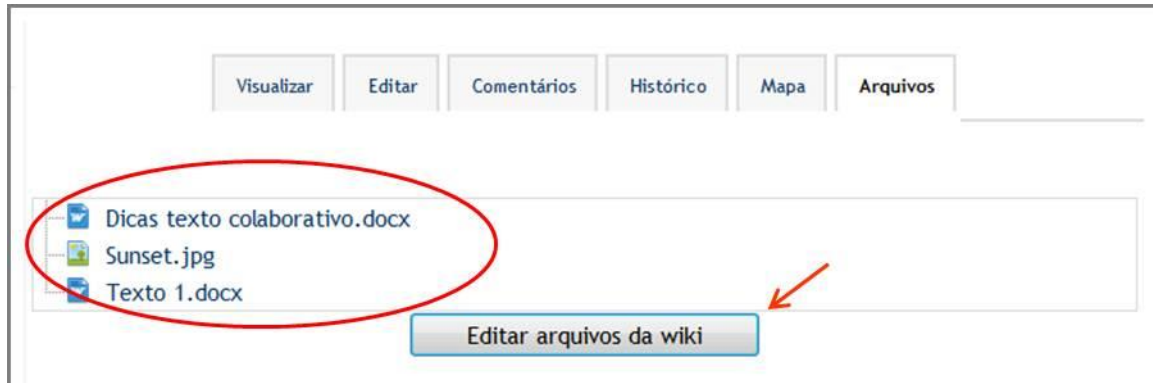 Visualizar Editar Comentários Histórico Mapa Arquivos
Dicas texto colaborativo.docx
Sunset.jpg
Texto 1.docx
Editar arquivos da wiki